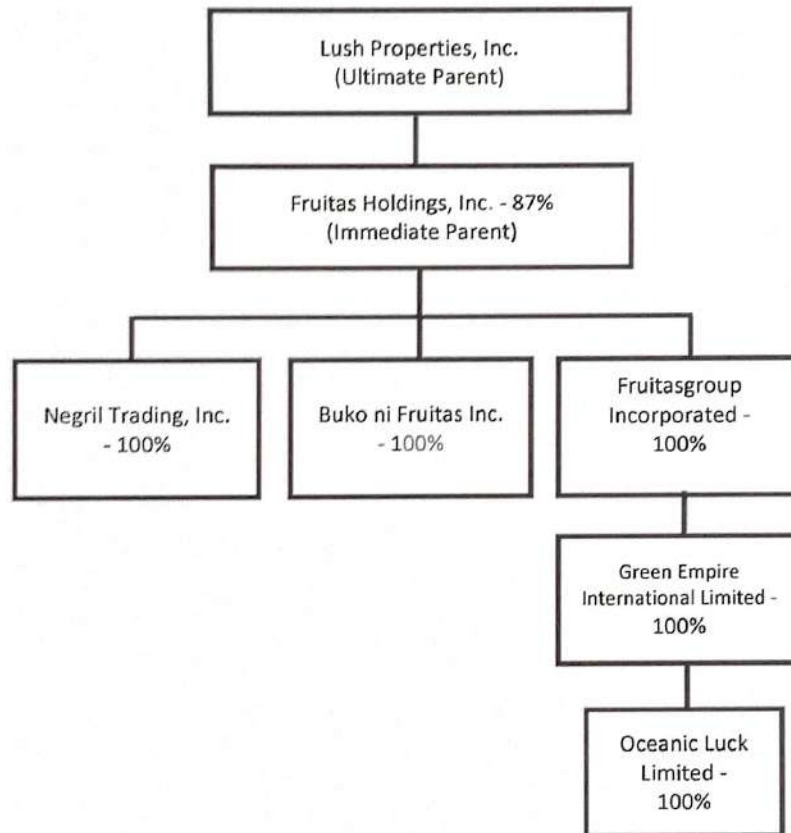 Lush Properties, Inc.
(Ultimate Parent)
Fruitas Holdings, Inc. - 87%
(Immediate Parent)
Negril Trading, Inc.
- 100%
Buko ni Fruitas Inc.
- 100%
Fruitasgroup
Incorporated -
100%
Green Empire
International Limited -
100%
Oceanic Luck
Limited -
100%